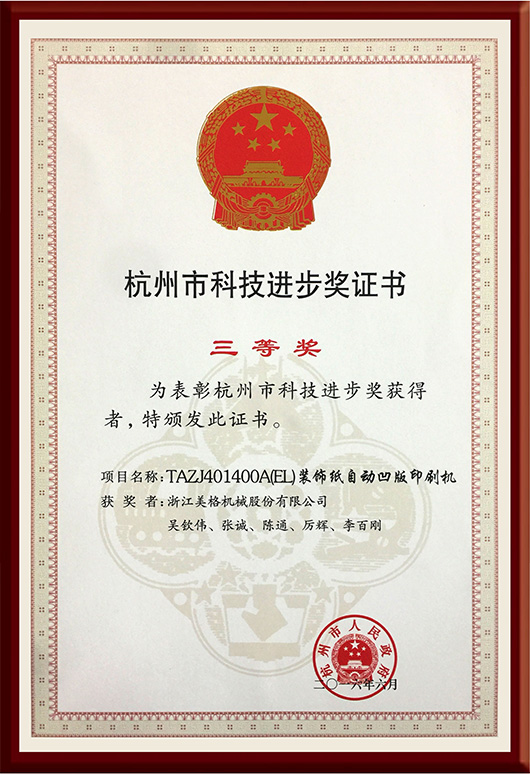 杭州市科技进步奖证书
三等奖
为表彰杭州市科技进步奖获得
者，特颁发此证书。
项目名称：TAZJ401400A(EL)装饰纸自动凹版印刷机
获奖者：浙江美格机械股份有限公司
吴钦伟、张诚、陈通、厉辉、李百刚
杭州市人民政府
二〇一六年六月